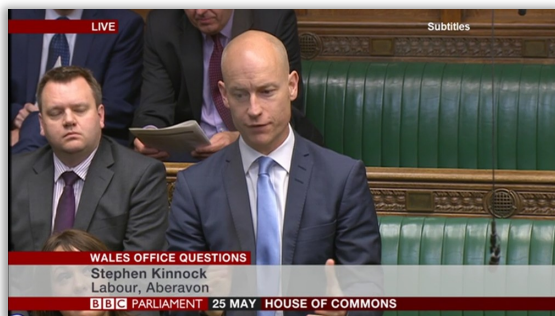 LIVE
Subtitles
WALES OFFICE QUESTIONS
Stephen Kinnock
Labour, Aberavon
BBC PARLIAMENT 25 MAY HOUSE OF COMMONS